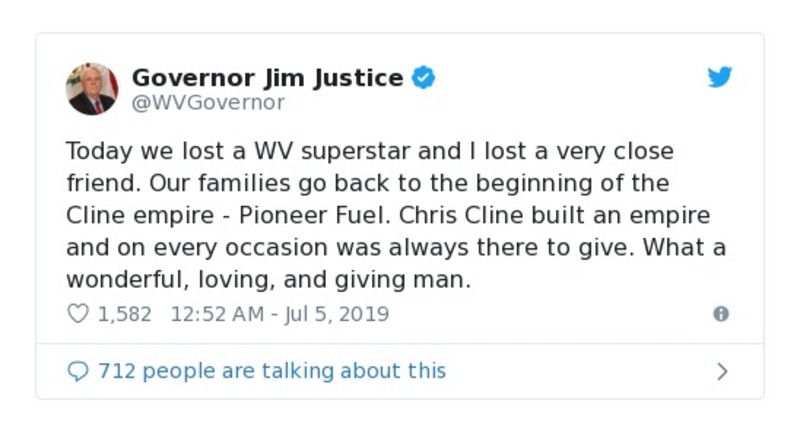 Governor Jim Justice
@WVGovernor
Today we lost a WV superstar and I lost a very close
friend. Our families go back to the beginning of the
Cline empire - Pioneer Fuel. Chris Cline built an empire
and on every occasion was always there to give. What a
wonderful, loving, and giving man.
1,582 12:52 AM - Jul 5, 2019
712 people are talking about this